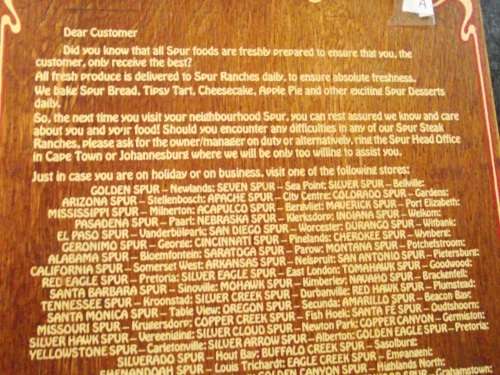 A
Dear Customer
Did you know that all Spur foods are freshly prepared to ensure that you, the
customer, only receive the best?
All fresh produce is delivered to Spur Ranches daily, to ensure absolute freshness.
We bake Spur Bread, Tipsy Tart, Cheesecake, Apple Pie and other exciting Spur Desserts
daily.
So, the next time you visit your neighbourhood Spur, you can rest assured we know and care
about you and your food! Should you encounter any difficulties in any of our Spur Steak
Ranches, please ask for the owner/manager on duty or alternatively, ring the Spur Head Office
in Cape Town or Johannesburg where we will be only too willing to assist you.
Just in case you are on holiday or on business, visit one of the following stores:
GOLDEN SPUR – Newlands: SEVEN SPUR – Sea Point: SILVER SPUR – Bellville:
ARIZONA SPUR – Stellenbosch: APACHE SPUR – City Centre: COLORADO SPUR – Gardens:
MISSISSIPPI SPUR – Milnerton: ACAPULCO SPUR – Bergvliet: MAVERICK SPUR – Port Elizabeth:
PASADENA SPUR – Paarl: NEBRASKA SPUR – Klerksdorp: INDIANA SPUR – Welkom:
EL PASO SPUR – Vanderbijlpark: SAN DIEGO SPUR – Worcester: DURANGO SPUR – Witbank:
GERONIMO SPUR – George: CINCINNATI SPUR – Pinelands: CHEROKEE SPUR – Wynberg:
ALABAMA SPUR – Bloemfontein: SARATOGA SPUR – Parow: MONTANA SPUR – Potchefstroom:
CALIFORNIA SPUR – Somerset West: ARKANSAS SPUR – Nelspruit: SAN ANTONIO SPUR – Pietersburg:
RED EAGLE SPUR – Pretoria: SILVER EAGLE SPUR – East London: TOMAHAWK SPUR – Goodwood:
SANTA BARBARA SPUR – Sinoville: MOHAWK SPUR – Kimberley: NAVAHO SPUR – Brackenfell:
TENNESSEE SPUR – Kroonstad: SILVER CREEK SPUR – Durbanville: RED HAWK SPUR – Plumstead:
SANTA MONICA SPUR – Table View: OREGON SPUR – Secunda: AMARILLO SPUR – Beacon Bay:
MISSOURI SPUR – Krugersdorp: COPPER CREEK SPUR – Fish Hoek: SANTA FE SPUR – Oudtshoorn:
SILVER HAWK SPUR – Vereeniging: SILVER CLOUD SPUR – Newton Park: COPPER CANYON – Germiston:
YELLOWSTONE SPUR – Carletonville: SILVER ARROW SPUR – Alberton: GOLDEN EAGLE SPUR – Pretoria:
SILVERADO SPUR – Hout Bay: BUFFALO CREEK SPUR – Sasolburg:
SHENANDOAH SPUR – Louis Trichardt: EAGLE CREEK SPUR – Empangeni:
GOLDEN CANYON SPUR – Highlands North: